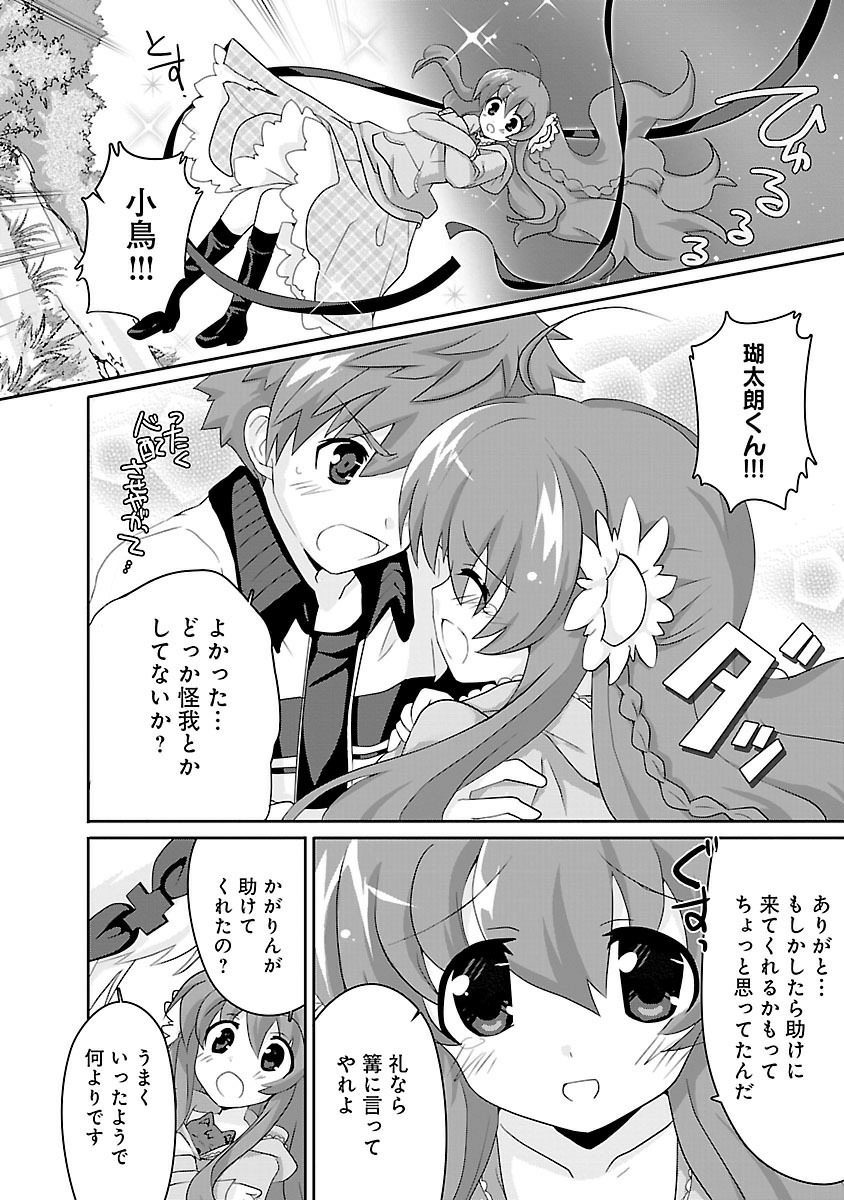 ひゅるるる
とす
小鳥!!!
瑚太朗くん!!!
ったく
心配
させやがって…
ダッ
よかった…
どっか怪我とか
してないか？
ぐす…
ありがと…
もしかしたら助けに
来てくれるかもって
ちょっと思ってたんだ
礼なら
篝に言って
やれよ
かがりんが
助けて
くれたの？
うまく
いったようで
何よりです